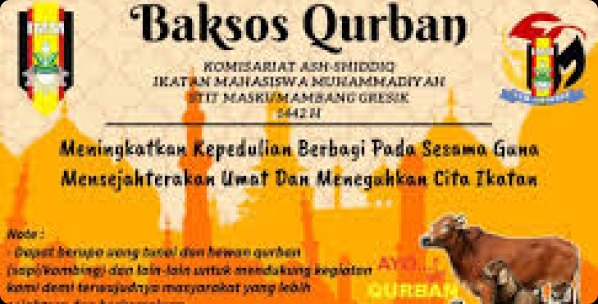 Baksos Qurban
KOMISARIAT ASH-SHIDDIQ
IKATAN MAHASISWA MUHAMMADIYAH
STIT MASKUMAMBANG GRESIK
1442 H
Meningkatkan Kepedulian Berbagi Pada Sesama Guna
Mensejahterakan Umat Dan Meneguhkan Cita Ikatan
Note :
- Dapat berupa uang tunai dan hewan qurban
(sapi/kambing) dan lain-lain untuk mendukung kegiatan
kami demi terwujudnya masyarakat yang lebih
AYO...!
QURBAN